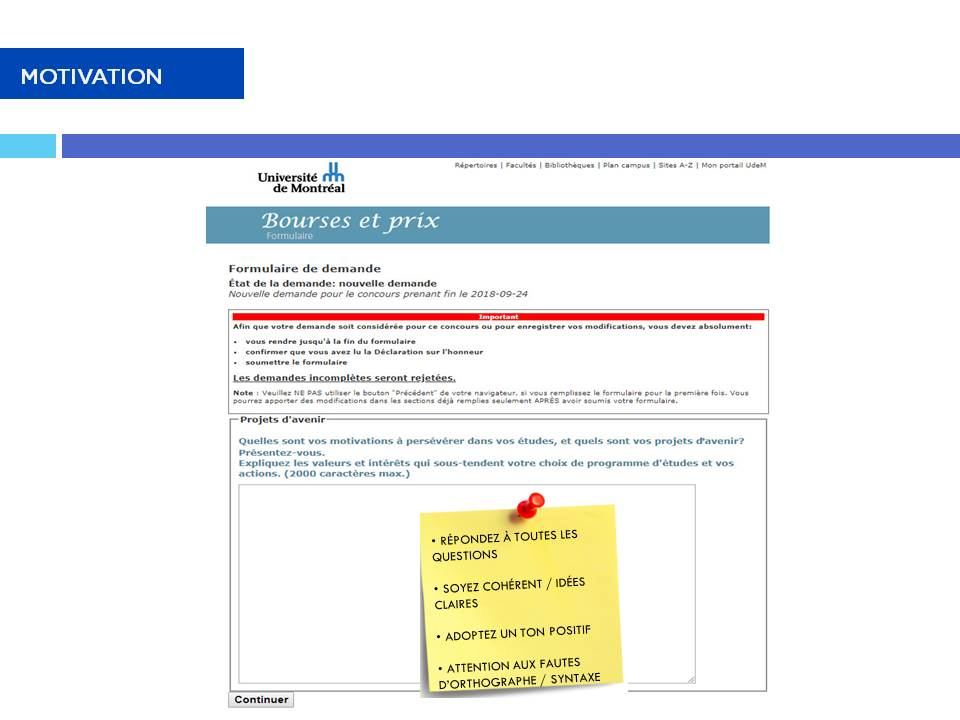 MOTIVATION
Répertoires | Facultés | Bibliothèques | Plan campus | Sites A-Z | Mon portail UdeM
Université
de Montréal
Bourses et prix
Formulaire
Formulaire de demande
État de la demande: nouvelle demande
Nouvelle demande pour le concours prenant fin le 2018-09-24
Important
Afin que votre demande soit considérée pour ce concours ou pour enregistrer vos modifications, vous devez absolument:
• vous rendre jusqu'à la fin du formulaire
• confirmer que vous avez lu la Déclaration sur l'honneur
• soumettre le formulaire
Les demandes incomplètes seront rejetées.
Note : Veuillez NE PAS utiliser le bouton "Précédent" de votre navigateur, si vous remplissez le formulaire pour la première fois. Vous
pourrez apporter des modifications dans les sections déjà remplies seulement APRÈS avoir soumis votre formulaire.
Projets d'avenir
Quelles sont vos motivations à persévérer dans vos études, et quels sont vos projets d'avenir?
Présentez-vous.
Expliquez les valeurs et intérêts qui sous-tendent votre choix de programme d'études et vos
actions. (2000 caractères max.)
• RÉPONDEZ À TOUTES LES
QUESTIONS
• SOYEZ COHÉRENT / IDÉES
CLAIRES
• ADOPTEZ UN TON POSITIF
• ATTENTION AUX FAUTES
D'ORTHOGRAPHE / SYNTAXE
Continuer